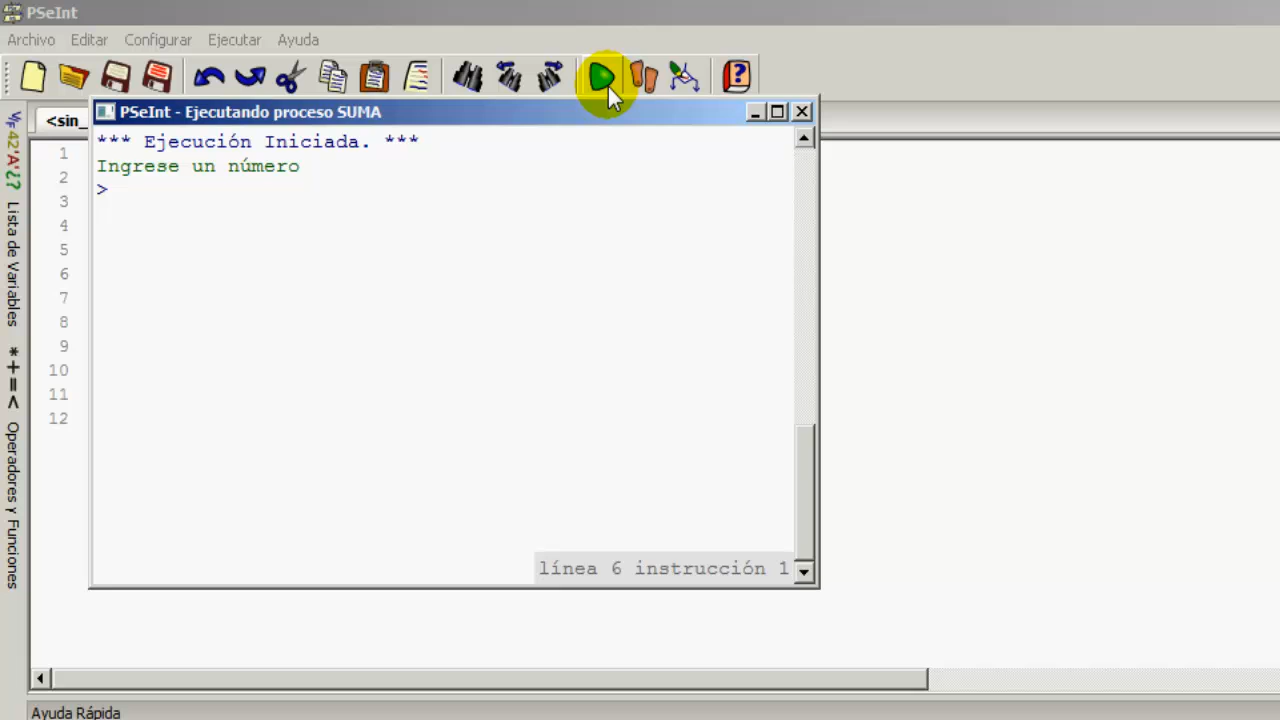 PSeInt
Archivo Editar Configurar Ejecutar Ayuda
PSeInt - Ejecutando proceso SUMA
<sin_
*** Ejecución Iniciada. ***
Ingrese un número
>
1
2
3
4
5
6
7
8
9
10
11
12
línea 6 instrucción 1
Lista de Variables
*+=<
Operadores y Funciones
Ayuda Rápida